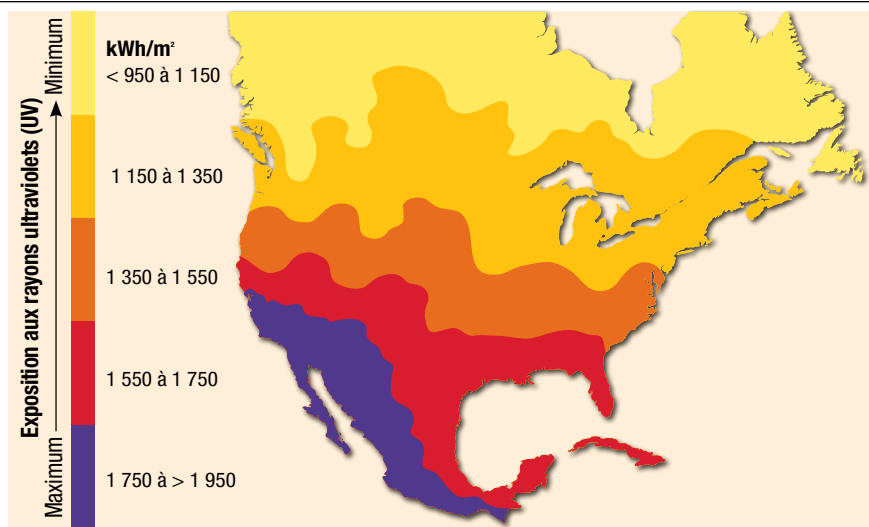 Exposition aux rayons ultraviolets (UV)
Minimum
Maximum
kWh/m²
< 950 à 1 150
1 150 à 1 350
1 350 à 1 550
1 550 à 1 750
1 750 à > 1 950